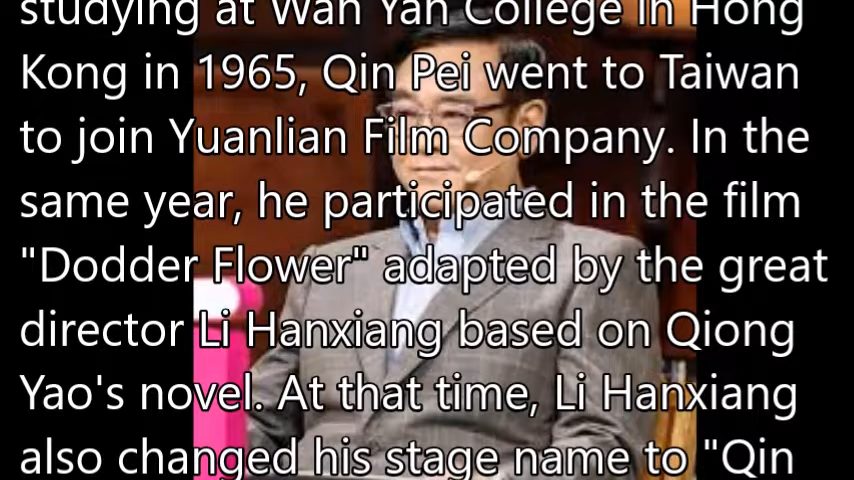 studying at Wah Yan College in Hong
Kong in 1965, Qin Pei went to Taiwan
to join Yuanlian Film Company. In the
same year, he participated in the film
"Dodder Flower" adapted by the great
director Li Hanxiang based on Qiong
Yao's novel. At that time, Li Hanxiang
also changed his stage name to "Qin